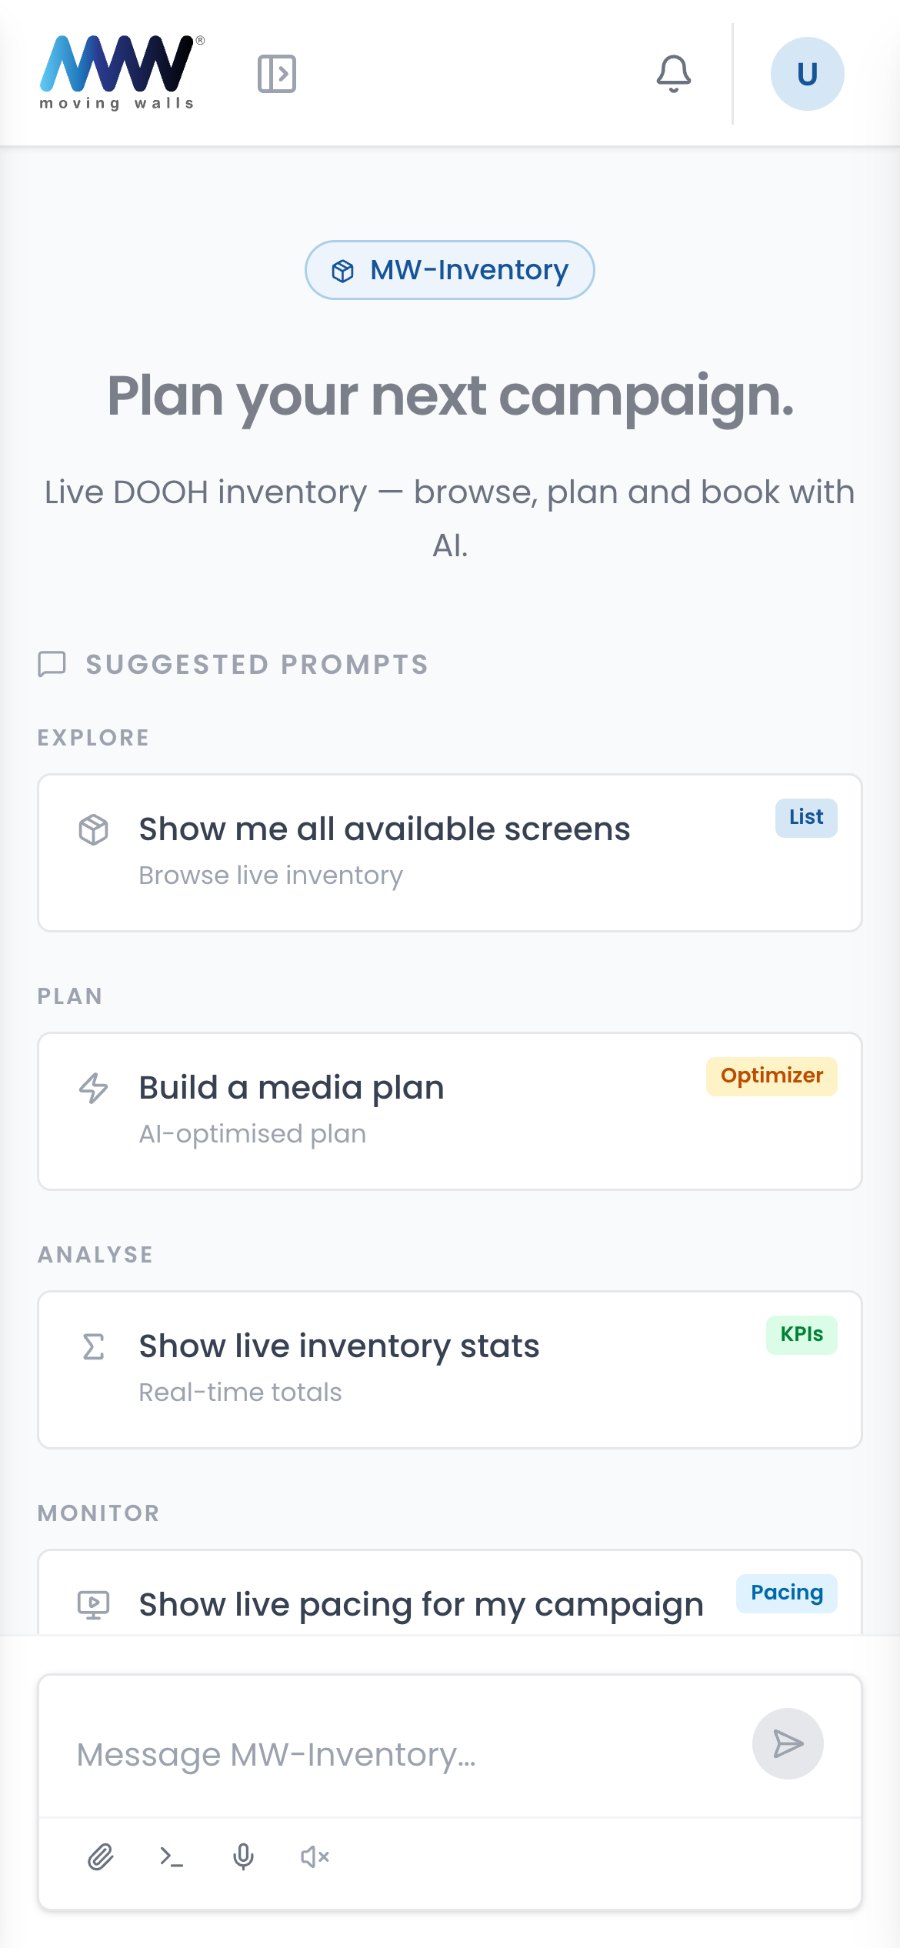 MW®
moving walls
U
MW-Inventory
Plan your next campaign.
Live DOOH inventory — browse, plan and book with
AI.
SUGGESTED PROMPTS
EXPLORE
Show me all available screens
List
Browse live inventory
PLAN
Build a media plan
Optimizer
AI-optimised plan
ANALYSE
Show live inventory stats
KPIs
Real-time totals
MONITOR
Show live pacing for my campaign
Pacing
Message MW-Inventory...